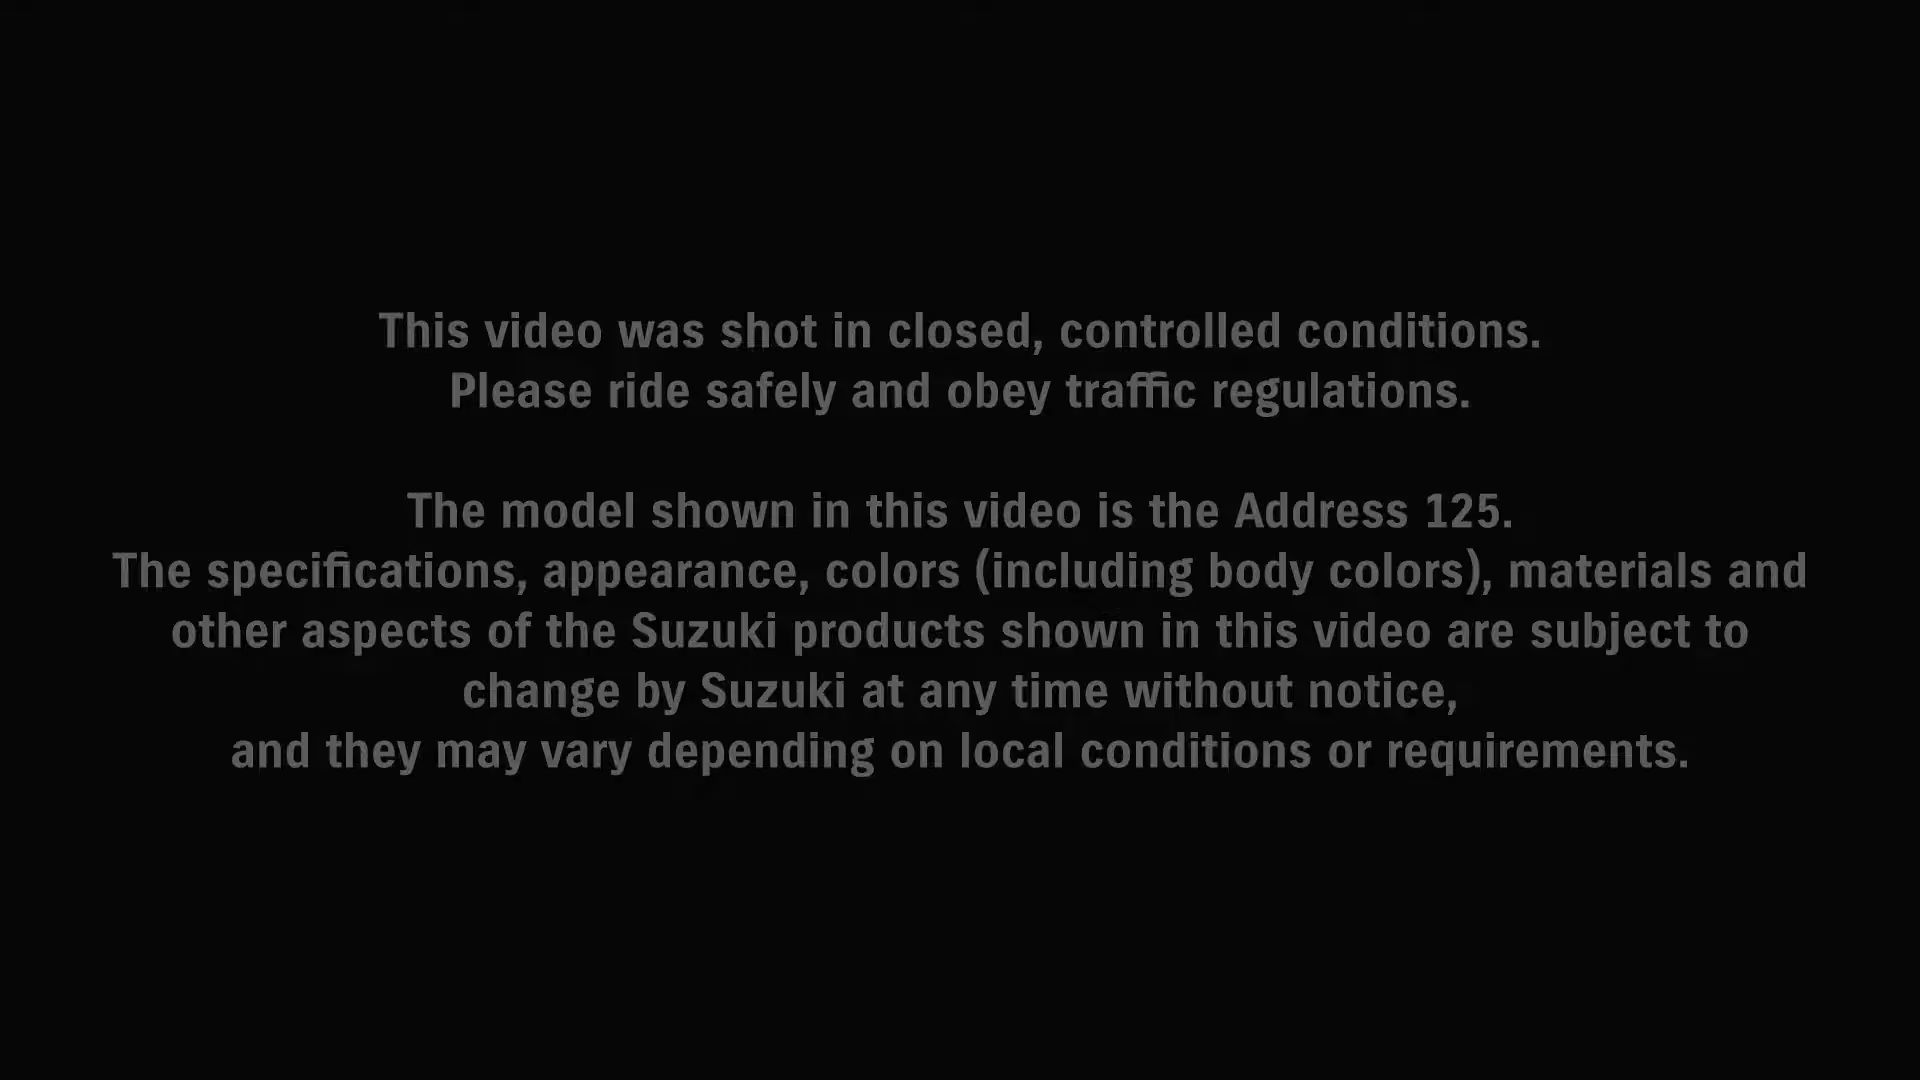 This video was shot in closed, controlled conditions.
Please ride safely and obey traffic regulations.
The model shown in this video is the Address 125.
The specifications, appearance, colors (including body colors), materials and
other aspects of the Suzuki products shown in this video are subject to
change by Suzuki at any time without notice,
and they may vary depending on local conditions or requirements.